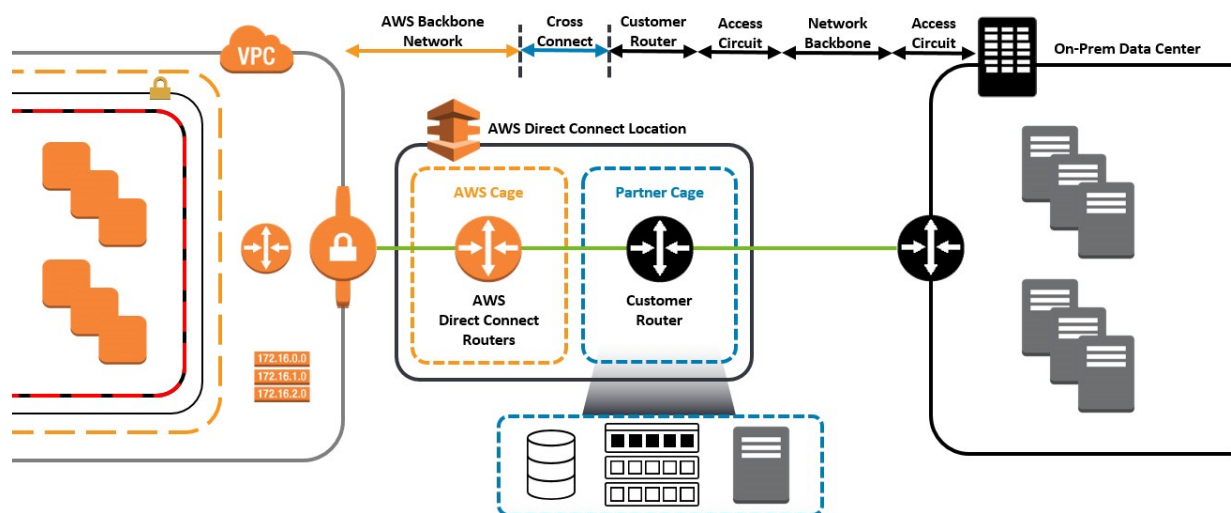 AWS Backbone
Network
Cross
Connect
Customer
Router
Access
Circuit
Network
Backbone
Access
Circuit
VPC
On-Prem Data Center
AWS Direct Connect Location
AWS Cage
Partner Cage
AWS
Direct Connect
Routers
Customer
Router
172.16.0.0
172.16.1.0
172.16.2.0